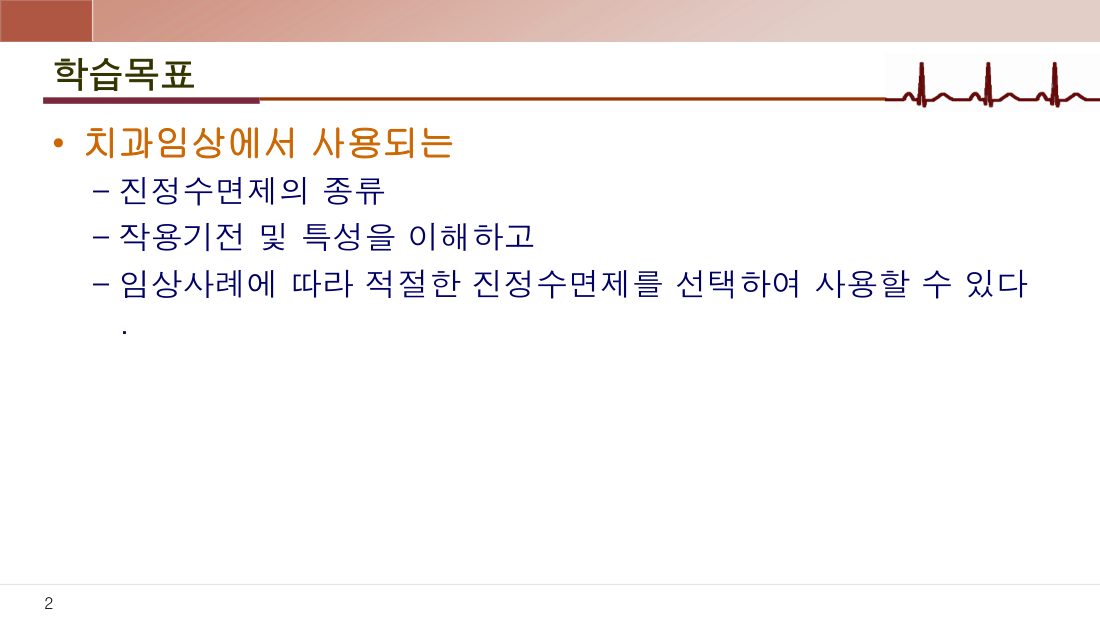 학습목표
• 치과임상에서 사용되는
– 진정수면제의 종류
– 작용기전 및 특성을 이해하고
– 임상사례에 따라 적절한 진정수면제를 선택하여 사용할 수 있다
.
2